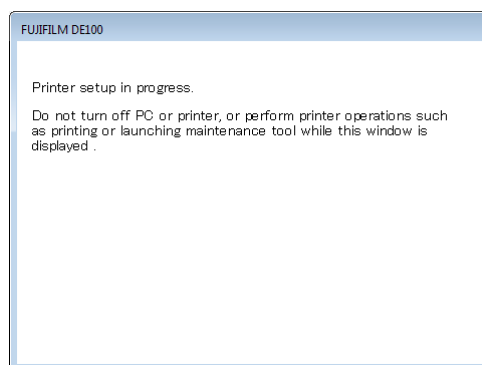 FUJIFILM DE100
Printer setup in progress.
Do not turn off PC or printer, or perform printer operations such
as printing or launching maintenance tool while this window is
displayed .